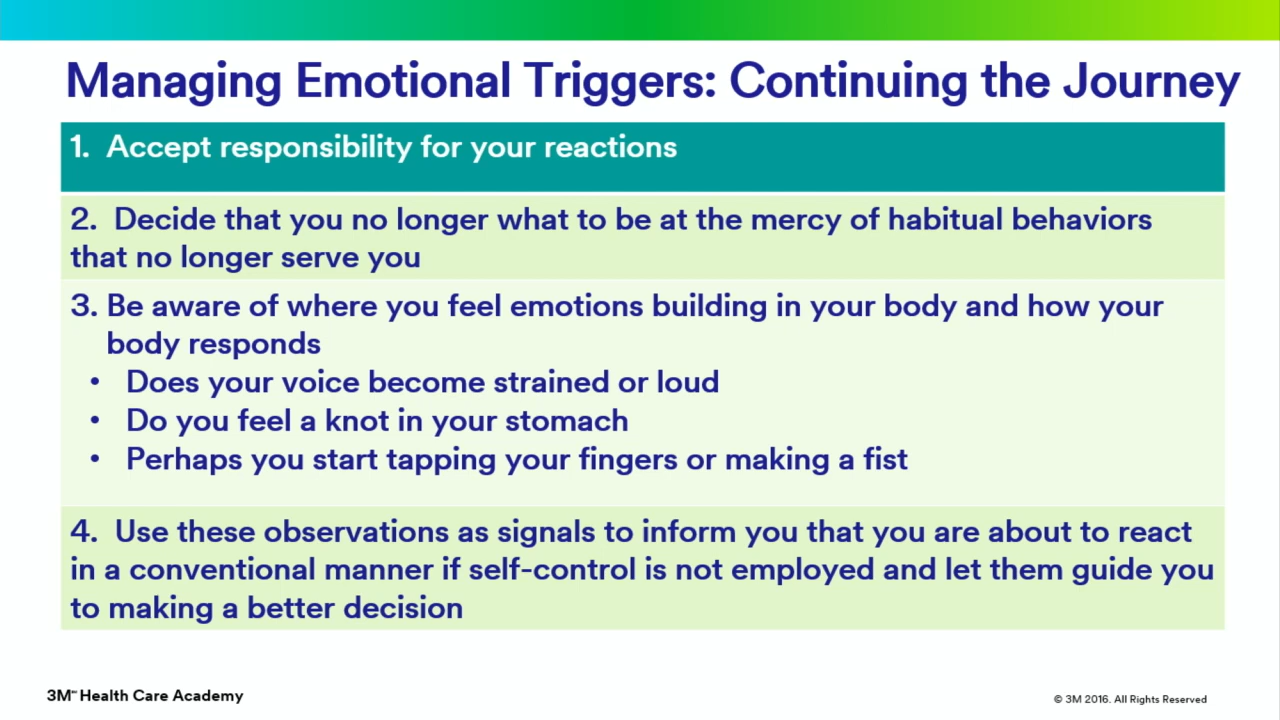 Managing Emotional Triggers: Continuing the Journey
1. Accept responsibility for your reactions
2. Decide that you no longer what to be at the mercy of habitual behaviors
that no longer serve you
3. Be aware of where you feel emotions building in your body and how your
body responds
• Does your voice become strained or loud
• Do you feel a knot in your stomach
• Perhaps you start tapping your fingers or making a fist
4. Use these observations as signals to inform you that you are about to react
in a conventional manner if self-control is not employed and let them guide you
to making a better decision
3M™ Health Care Academy
© 3M 2016. All Rights Reserved